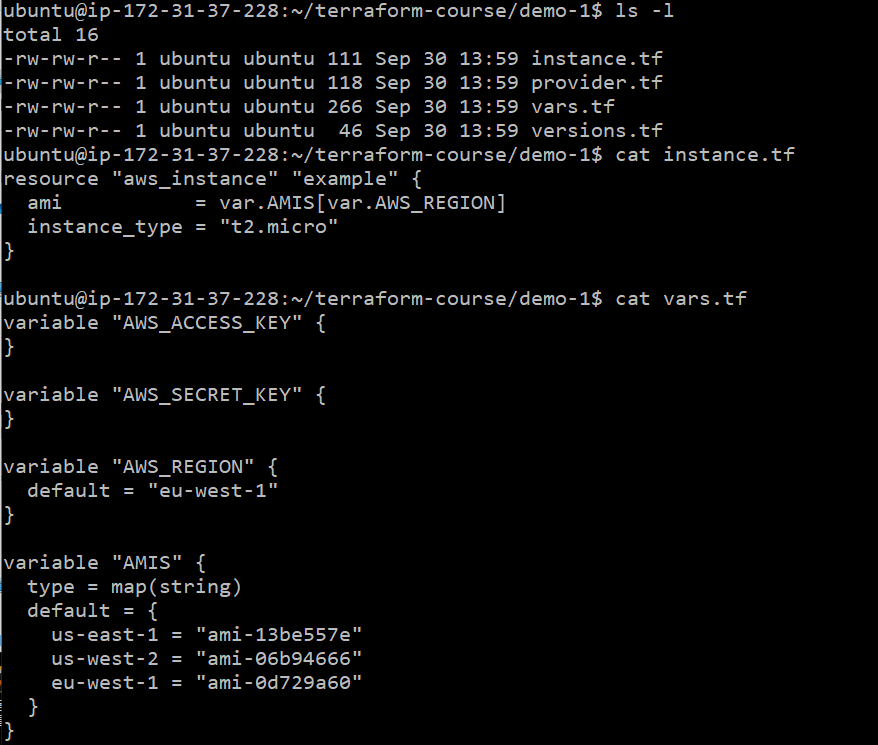 ubuntu@ip-172-31-37-228:~/terraform-course/demo-1$ ls -l
total 16
-rw-rw-r-- 1 ubuntu ubuntu 111 Sep 30 13:59 instance.tf
-rw-rw-r-- 1 ubuntu ubuntu 118 Sep 30 13:59 provider.tf
-rw-rw-r-- 1 ubuntu ubuntu 266 Sep 30 13:59 vars.tf
-rw-rw-r-- 1 ubuntu ubuntu  46 Sep 30 13:59 versions.tf
ubuntu@ip-172-31-37-228:~/terraform-course/demo-1$ cat instance.tf
resource "aws_instance" "example" {
  ami           = var.AMIS[var.AWS_REGION]
  instance_type = "t2.micro"
}

ubuntu@ip-172-31-37-228:~/terraform-course/demo-1$ cat vars.tf
variable "AWS_ACCESS_KEY" {
}

variable "AWS_SECRET_KEY" {
}

variable "AWS_REGION" {
  default = "eu-west-1"
}

variable "AMIS" {
  type = map(string)
  default = {
    us-east-1 = "ami-13be557e"
    us-west-2 = "ami-06b94666"
    eu-west-1 = "ami-0d729a60"
  }
}